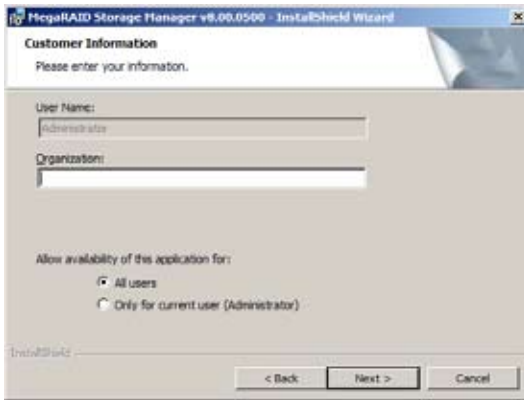 MegaRAID Storage Manager v8.00.0500 - InstallShield Wizard
Customer Information
Please enter your information.
User Name:
Administrator
Organization:
Allow availability of this application for:
All users
Only for current user (Administrator)
InstallShield
< Back
Next >
Cancel